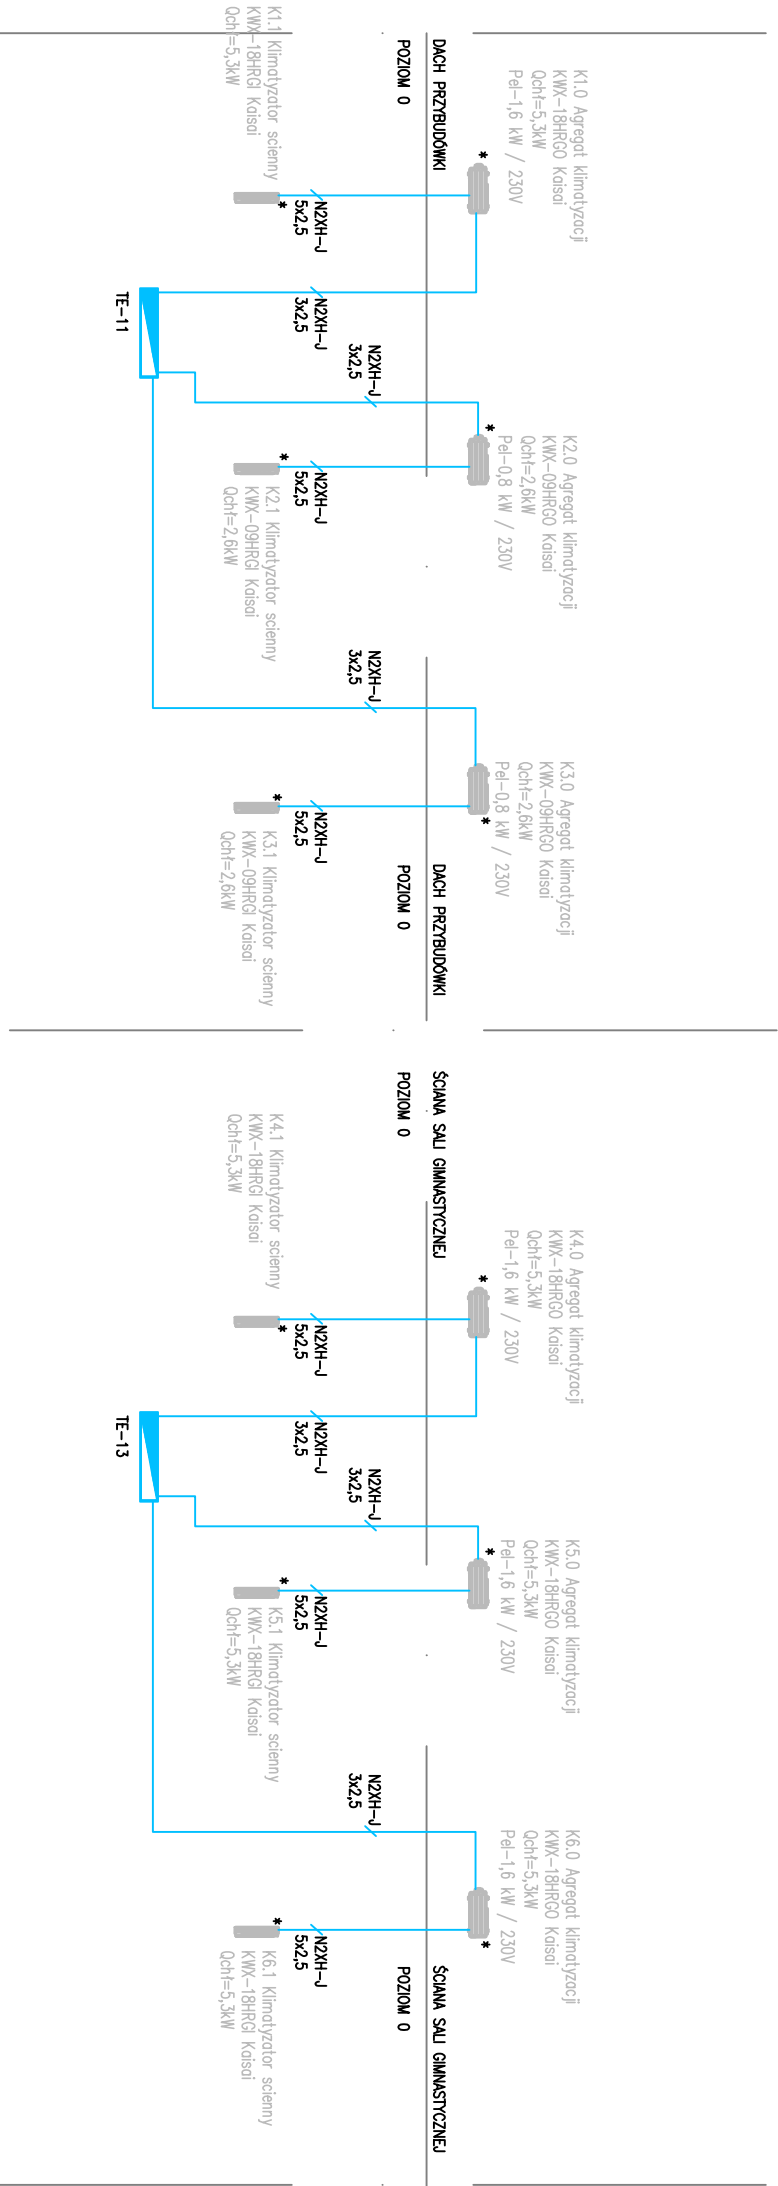 K1.0 Agregat klimatyzacji
KWX-18HRGO Kaisai
Qchł=5,3kW
Pel-1,6 kW / 230V
DACH PRZYBUDÓWKI
POZIOM 0
K1.1 Klimatyzator scienny
KWX-18HRGI Kaisai
Qchł=5,3kW
*
*
N2XH-J
5x2,5
N2XH-J
3x2,5
TE-11
N2XH-J
3x2,5
K2.0 Agregat klimatyzacji
KWX-09HRGO Kaisai
Qchł=2,6kW
Pel-0,8 kW / 230V
*
*
N2XH-J
5x2,5
K2.1 Klimatyzator scienny
KWX-09HRGI Kaisai
Qchł=2,6kW
N2XH-J
3x2,5
K3.0 Agregat klimatyzacji
KWX-09HRGO Kaisai
Qchł=2,6kW
Pel-0,8 kW / 230V
*
*
N2XH-J
5x2,5
K3.1 Klimatyzator scienny
KWX-09HRGI Kaisai
Qchł=2,6kW
DACH PRZYBUDÓWKI
POZIOM 0
ŚCIANA SALI GIMNASTYCZNEJ
POZIOM 0
K4.0 Agregat klimatyzacji
KWX-18HRGO Kaisai
Qchł=5,3kW
Pel-1,6 kW / 230V
K4.1 Klimatyzator scienny
KWX-18HRGI Kaisai
Qchł=5,3kW
*
*
N2XH-J
5x2,5
N2XH-J
3x2,5
TE-13
N2XH-J
3x2,5
K5.0 Agregat klimatyzacji
KWX-18HRGO Kaisai
Qchł=5,3kW
Pel-1,6 kW / 230V
*
*
N2XH-J
5x2,5
K5.1 Klimatyzator scienny
KWX-18HRGI Kaisai
Qchł=5,3kW
N2XH-J
3x2,5
K6.0 Agregat klimatyzacji
KWX-18HRGO Kaisai
Qchł=5,3kW
Pel-1,6 kW / 230V
*
*
N2XH-J
5x2,5
K6.1 Klimatyzator scienny
KWX-18HRGI Kaisai
Qchł=5,3kW
ŚCIANA SALI GIMNASTYCZNEJ
POZIOM 0